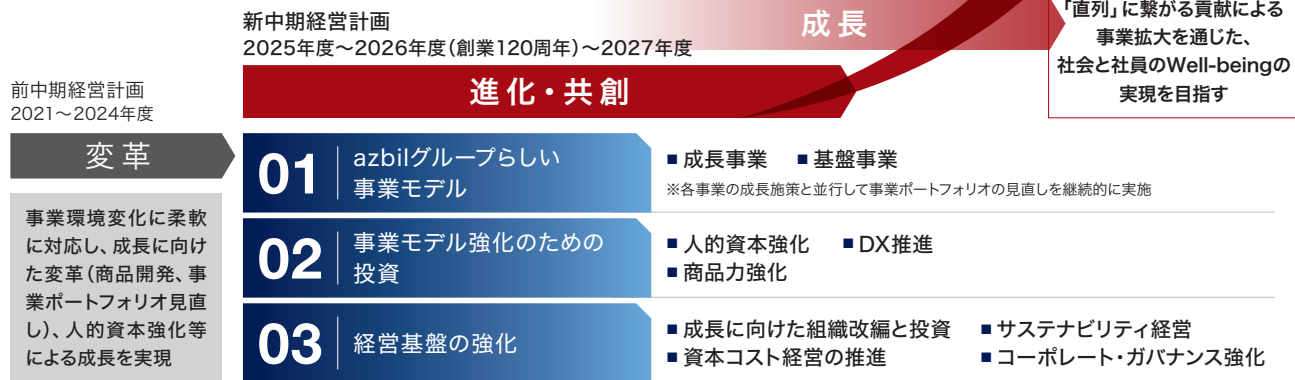 新中期経営計画
2025年度～2026年度(創業120周年)～2027年度
成長
「直列」に繋がる貢献による
事業拡大を通じた、
社会と社員のWell-beingの
実現を目指す
進化・共創
前中期経営計画
2021～2024年度
変革
事業環境変化に柔軟
に対応し、成長に向け
た変革(商品開発、事
業ポートフォリオ見直
し)、人的資本強化等
による成長を実現
01
azbilグループらしい
事業モデル
■成長事業 ■基盤事業
※各事業の成長施策と並行して事業ポートフォリオの見直しを継続的に実施
02
事業モデル強化のための
投資
■人的資本強化 ■DX推進
■商品力強化
03
経営基盤の強化
■成長に向けた組織改編と投資 ■サステナビリティ経営
■資本コスト経営の推進 ■コーポレート・ガバナンス強化